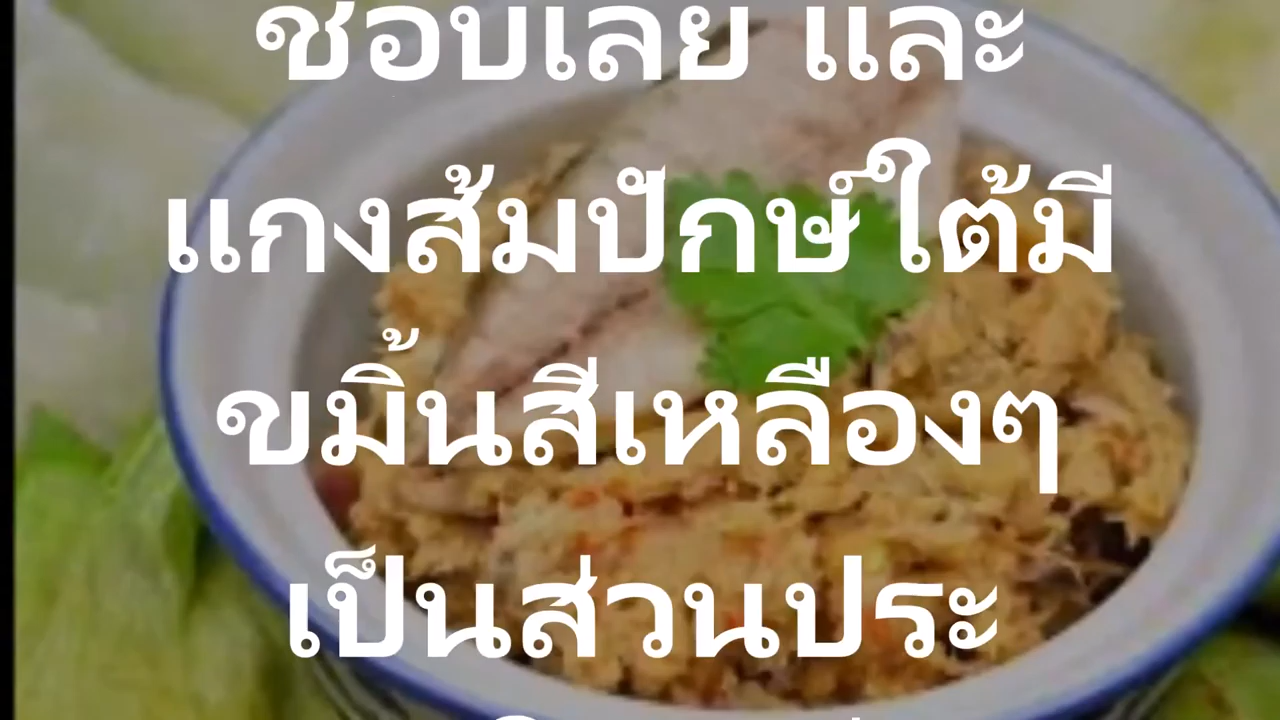 ชอบเลย และ
แกงส้มปักษ์ใต้มี
ขมิ้นสีเหลืองๆ
เป็นส่วนประ